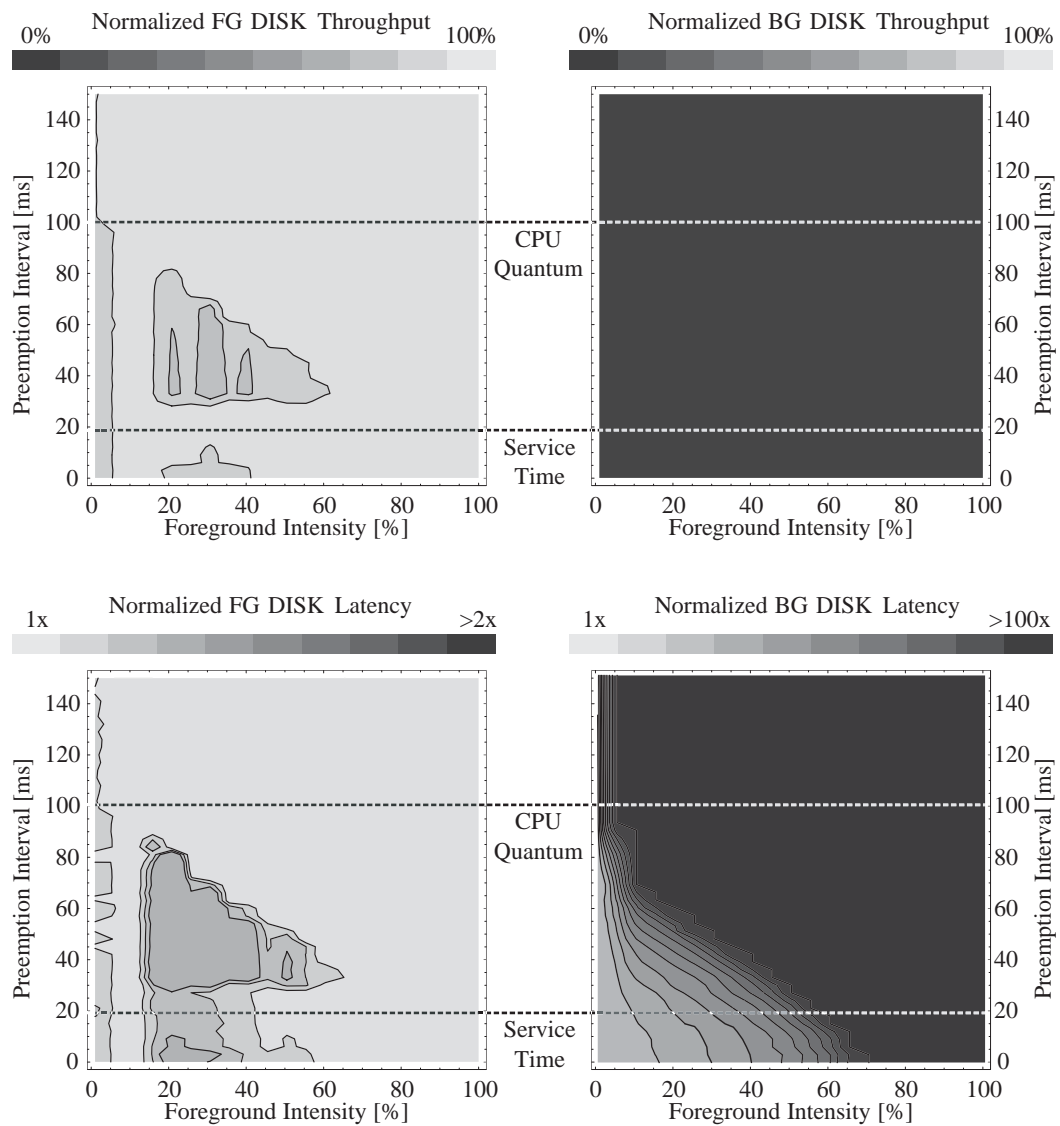 Normalized FG DISK Throughput
0% 100%
Normalized BG DISK Throughput
0% 100%
Preemption Interval [ms]
140
120
100
80
60
40
20
0
0 20 40 60 80 100
Foreground Intensity [%]
CPU
Quantum
Service
Time
140
120
100
80
60
40
20
0
Preemption Interval [ms]
0 20 40 60 80 100
Foreground Intensity [%]
Normalized FG DISK Latency
1x >2x
Normalized BG DISK Latency
1x >100x
Preemption Interval [ms]
140
120
100
80
60
40
20
0
0 20 40 60 80 100
Foreground Intensity [%]
CPU
Quantum
Service
Time
140
120
100
80
60
40
20
0
Preemption Interval [ms]
0 20 40 60 80 100
Foreground Intensity [%]